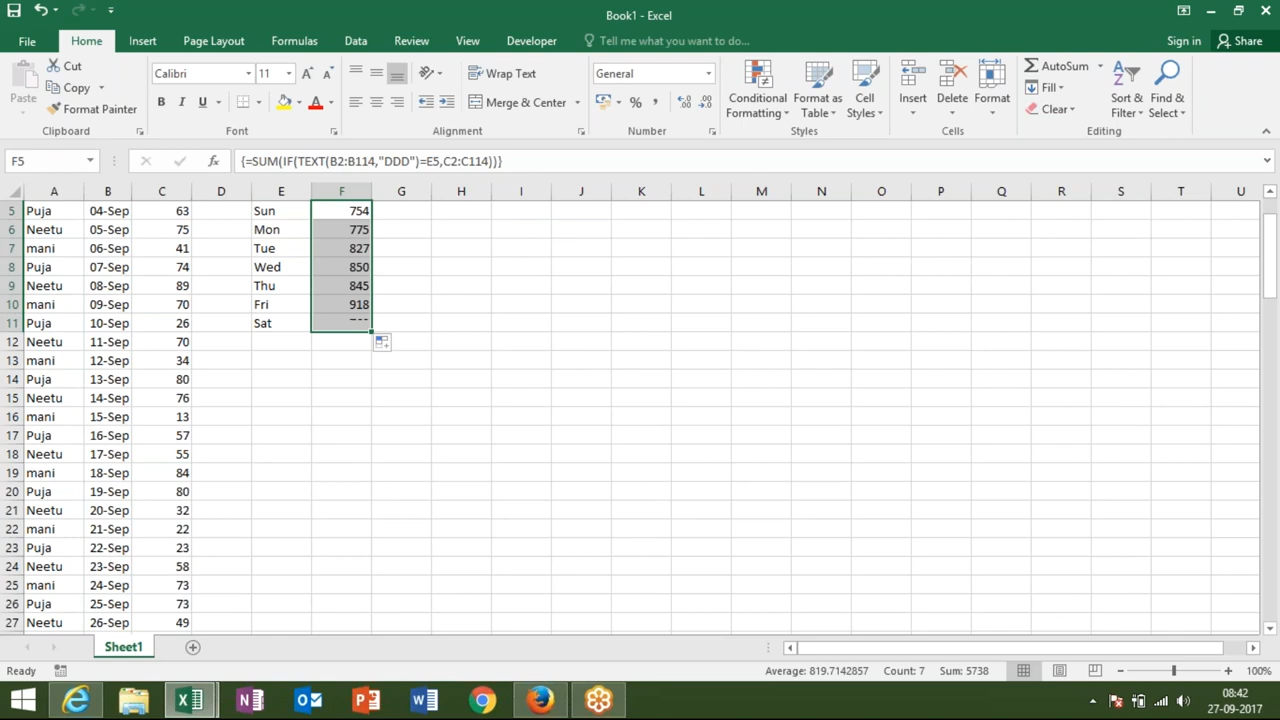 Book1 - Excel
File Home Insert Page Layout Formulas Data Review View Developer Tell me what you want to do... Sign in Share
Cut
Copy
Format Painter
Paste
Clipboard
Calibri 11
B I U
Font
Wrap Text
Merge & Center
Alignment
General
Number
Conditional Formatting
Format as Table
Cell Styles
Styles
Insert Delete Format
Cells
AutoSum
Fill
Clear
Sort & Filter
Find & Select
Editing
F5 {=SUM(IF(TEXT(B2:B114,"DDD")=E5,C2:C114))}
A B C D E F G H I J K L M N O P Q R S T U
5 Puja 04-Sep 63 Sun 754
6 Neetu 05-Sep 75 Mon 775
7 mani 06-Sep 41 Tue 827
8 Puja 07-Sep 74 Wed 850
9 Neetu 08-Sep 89 Thu 845
10 mani 09-Sep 70 Fri 918
11 Puja 10-Sep 26 Sat
12 Neetu 11-Sep 70
13 mani 12-Sep 34
14 Puja 13-Sep 80
15 Neetu 14-Sep 76
16 mani 15-Sep 13
17 Puja 16-Sep 57
18 Neetu 17-Sep 55
19 mani 18-Sep 84
20 Puja 19-Sep 80
21 Neetu 20-Sep 32
22 mani 21-Sep 22
23 Puja 22-Sep 23
24 Neetu 23-Sep 58
25 mani 24-Sep 73
26 Puja 25-Sep 73
27 Neetu 26-Sep 49
Sheet1
Ready Average: 819.7142857 Count: 7 Sum: 5738 100%
08:42
27-09-2017